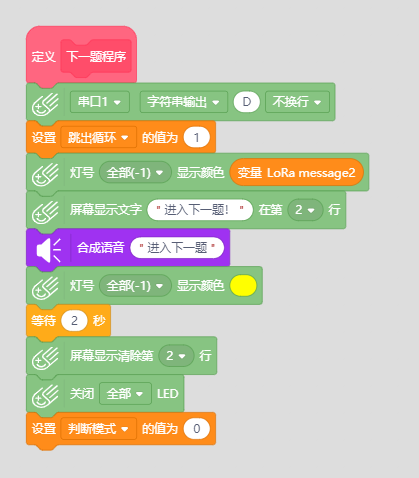 定义 下一题程序
串口1 字符串输出 D 不换行
设置 跳出循环 的值为 1
灯号 全部(-1) 显示颜色 变量 LoRa message2
屏幕显示文字 "进入下一题！" 在第 2 行
合成语音 "进入下一题"
灯号 全部(-1) 显示颜色
等待 2 秒
屏幕显示清除第 2 行
关闭 全部 LED
设置 判断模式 的值为 0